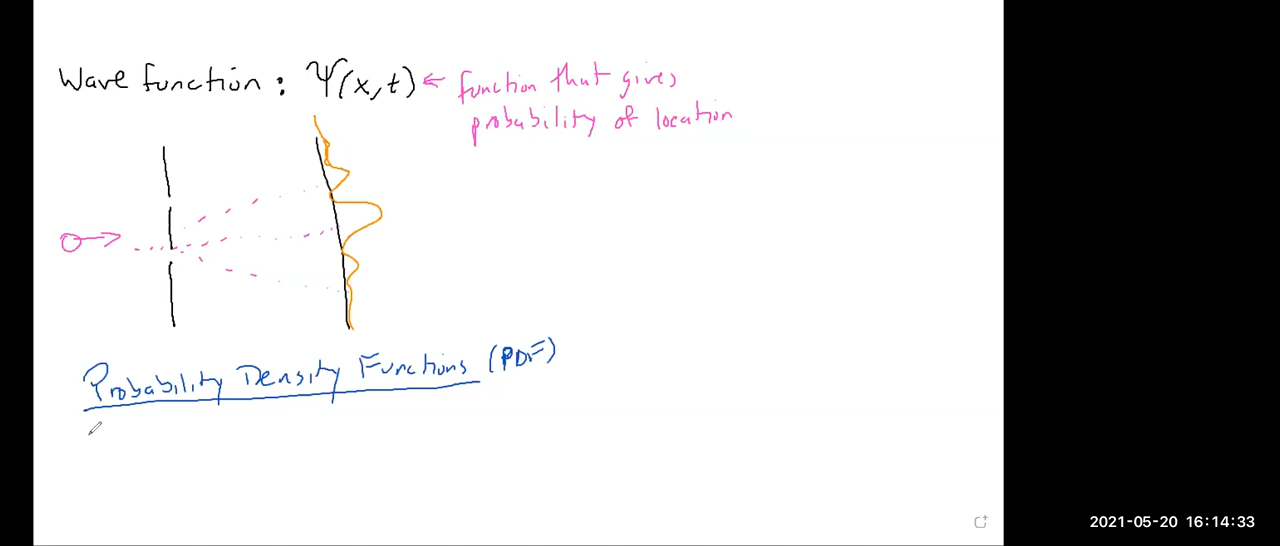 Wave function : Ψ(x, t) ← function that gives
probability of location
Probability Density Functions (PDF)
2021-05-20 16:14:33